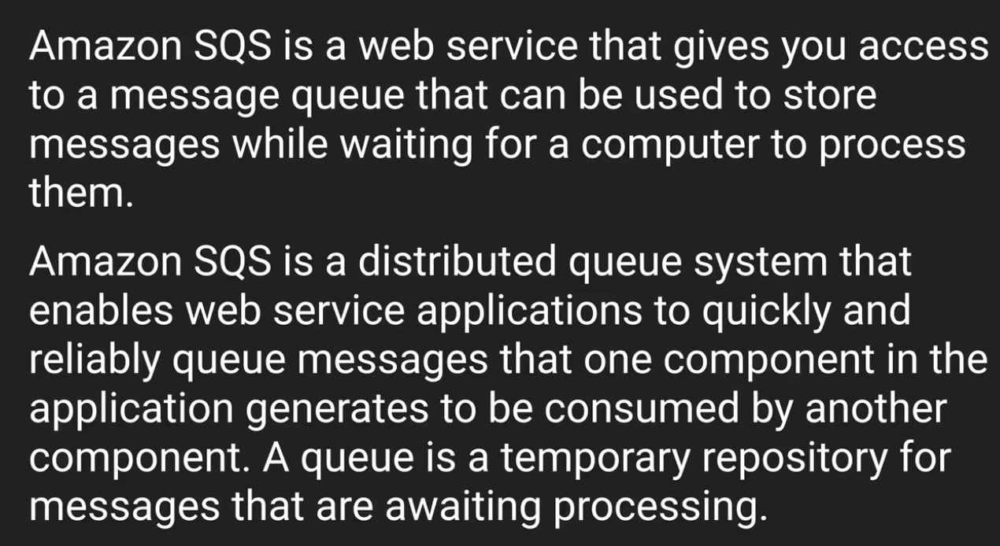 Amazon SQS is a web service that gives you access
to a message queue that can be used to store
messages while waiting for a computer to process
them.
Amazon SQS is a distributed queue system that
enables web service applications to quickly and
reliably queue messages that one component in the
application generates to be consumed by another
component. A queue is a temporary repository for
messages that are awaiting processing.